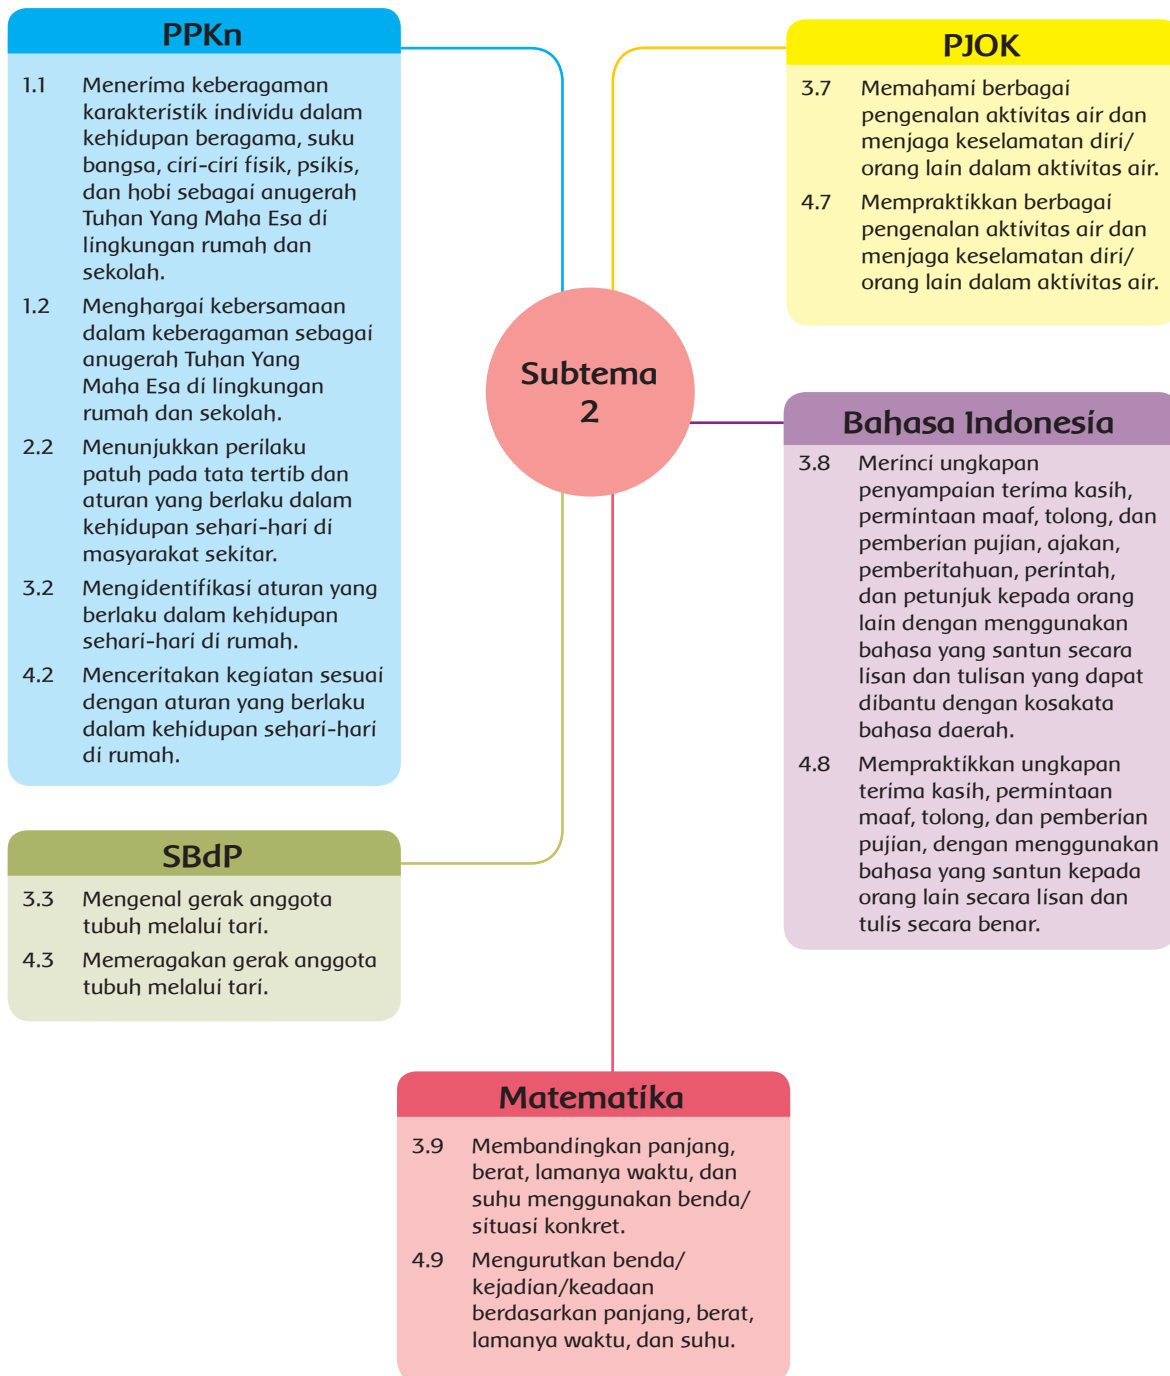 PPKn
1.1 Menerima keberagaman
karakteristik individu dalam
kehidupan beragama, suku
bangsa, ciri-ciri fisik, psikis,
dan hobi sebagai anugerah
Tuhan Yang Maha Esa di
lingkungan rumah dan
sekolah.
1.2 Menghargai kebersamaan
dalam keberagaman sebagai
anugerah Tuhan Yang
Maha Esa di lingkungan
rumah dan sekolah.
2.2 Menunjukkan perilaku
patuh pada tata tertib dan
aturan yang berlaku dalam
kehidupan sehari-hari di
masyarakat sekitar.
3.2 Mengidentifikasi aturan yang
berlaku dalam kehidupan
sehari-hari di rumah.
4.2 Menceritakan kegiatan sesuai
dengan aturan yang berlaku
dalam kehidupan sehari-hari
di rumah.
PJOK
3.7 Memahami berbagai
pengenalan aktivitas air dan
menjaga keselamatan diri/
orang lain dalam aktivitas air.
4.7 Mempraktikkan berbagai
pengenalan aktivitas air dan
menjaga keselamatan diri/
orang lain dalam aktivitas air.
Subtema
2
Bahasa Indonesia
3.8 Merinci ungkapan
penyampaian terima kasih,
permintaan maaf, tolong, dan
pemberian pujian, ajakan,
pemberitahuan, perintah,
dan petunjuk kepada orang
lain dengan menggunakan
bahasa yang santun secara
lisan dan tulisan yang dapat
dibantu dengan kosakata
bahasa daerah.
4.8 Mempraktikkan ungkapan
terima kasih, permintaan
maaf, tolong, dan pemberian
pujian, dengan menggunakan
bahasa yang santun kepada
orang lain secara lisan dan
tulis secara benar.
SBdP
3.3 Mengenal gerak anggota
tubuh melalui tari.
4.3 Memeragakan gerak anggota
tubuh melalui tari.
Matematika
3.9 Membandingkan panjang,
berat, lamanya waktu, dan
suhu menggunakan benda/
situasi konkret.
4.9 Mengurutkan benda/
kejadian/keadaan
berdasarkan panjang, berat,
lamanya waktu, dan suhu.